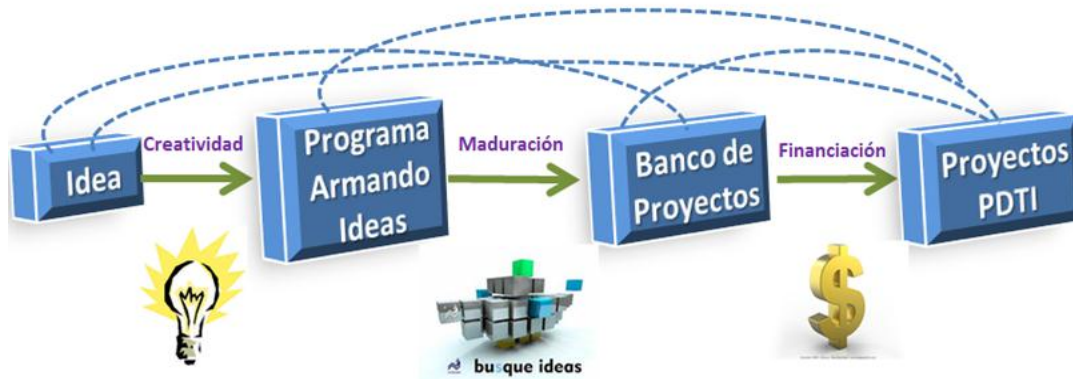 Idea
Creatividad
Programa
Armando
Ideas
Maduración
Banco de
Proyectos
Financiación
Proyectos
PDTI
busque ideas